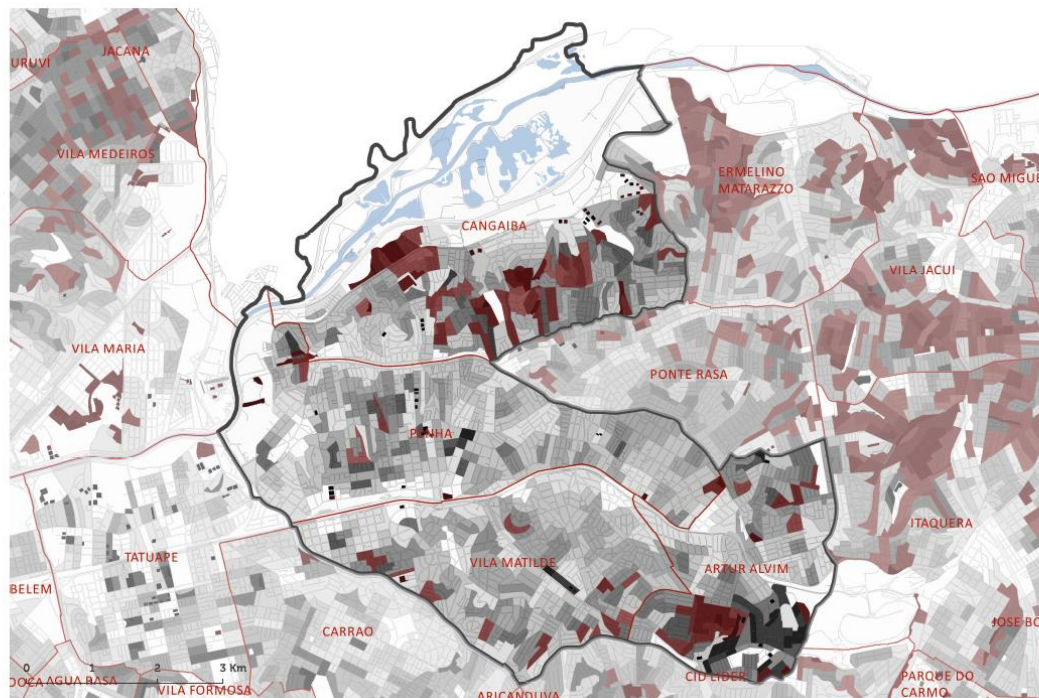 JACANA
URUVI
VILA MEDEIROS
ERMELINO
MATARAZZO
SAO MIGUE
CANGAIBA
VILA JACUI
VILA MARIA
PONTE RASA
PENHA
ITAQUERA
TATUAPE
VILA MATILDE
ARTUR ALVIM
BELEM
CARRAO
JOSE BO
0 1 2 3 Km
OOCA
AGUA RASA
VILA FORMOSA
ARICANDUVA
CID LIDER
PARQUE DO
CARMO